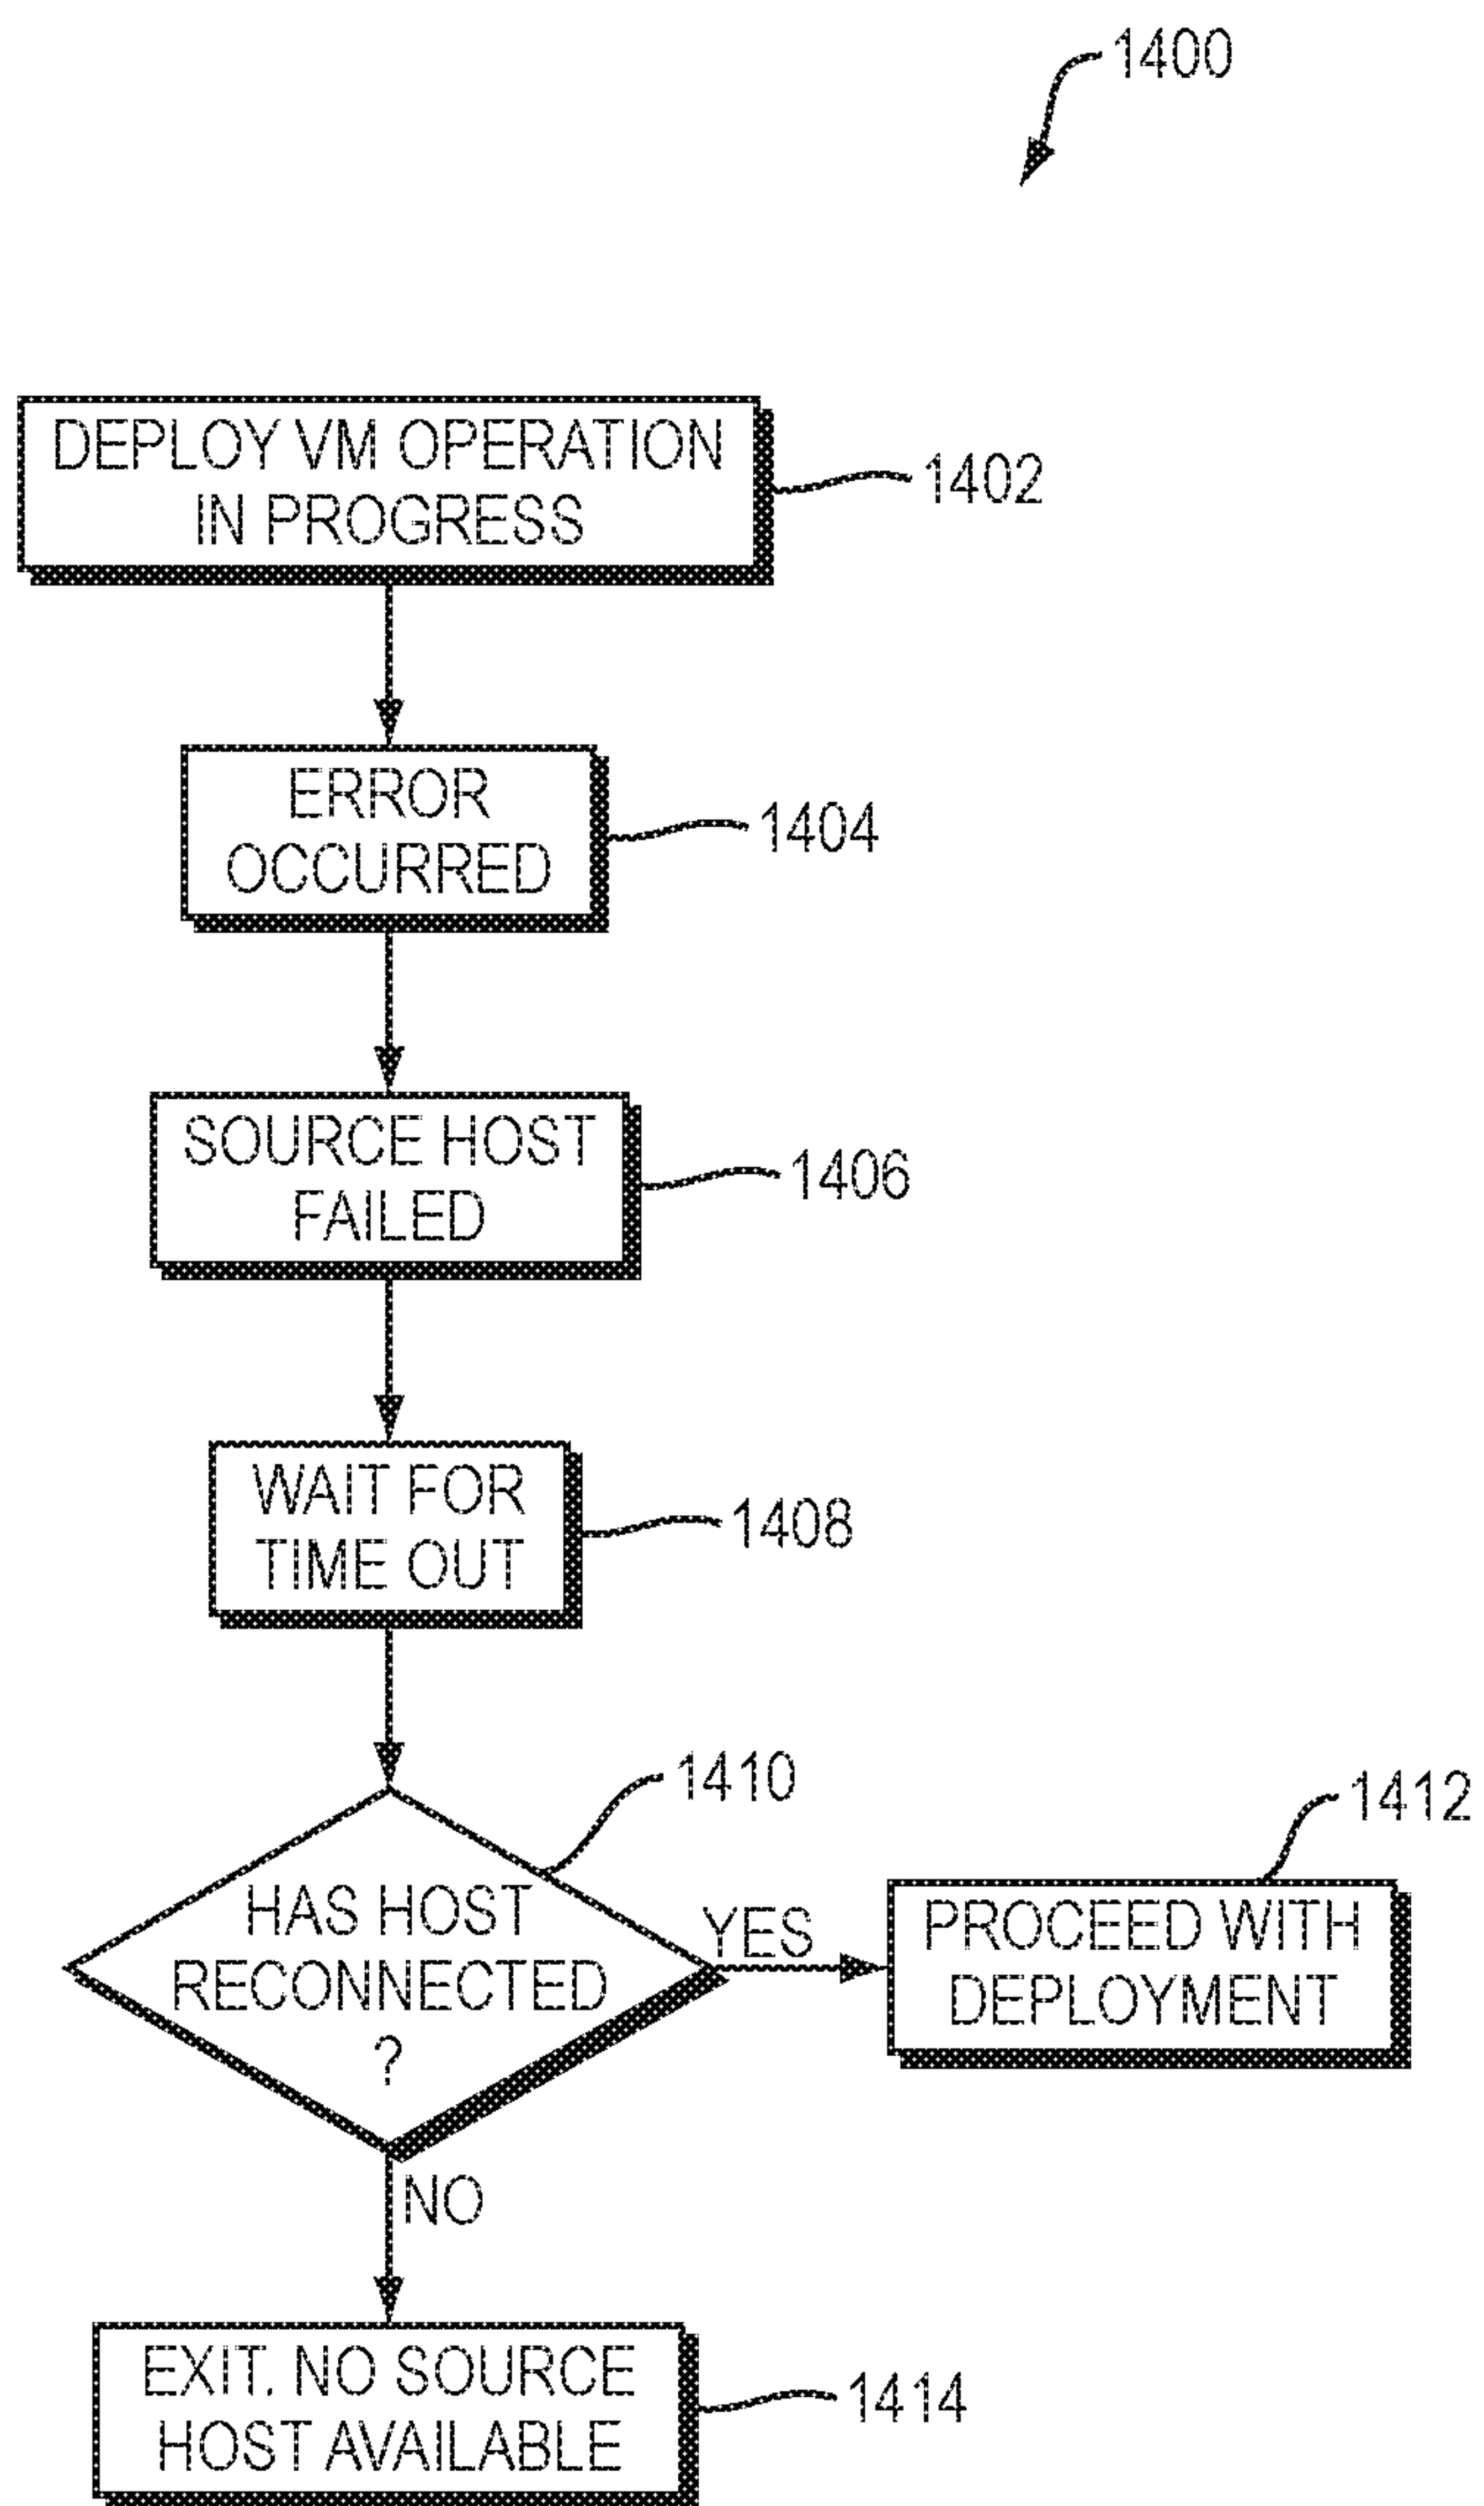 1400
DEPLOY VM OPERATION
IN PROGRESS
1402
ERROR
OCCURRED
1404
SOURCE HOST
FAILED
1406
WAIT FOR
TIME OUT
1408
1410
HAS HOST
RECONNECTED
?
YES
1412
PROCEED WITH
DEPLOYMENT
NO
EXIT. NO SOURCE
HOST AVAILABLE
1414